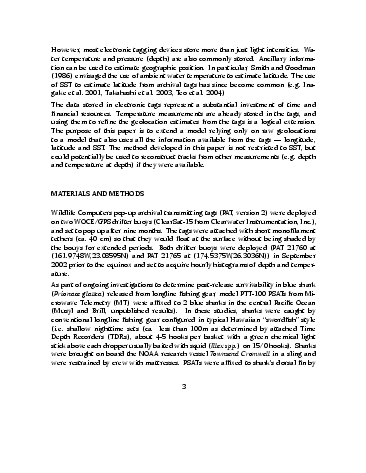 However, most electronic tagging devices store more than just light intensities. Wa-
ter temperature and pressure (depth) are also commonly stored. Ancillary informa-
tion can be used to estimate geographic position. In particular, Smith and Goodman
(1986) envisaged the use of ambient water temperature to estimate latitude. The use
of SST to estimate latitude from archival tags has since become common (e.g. Ina-
gake et al. 2001, Takahashi et al. 2003, Teo et al. 2004)
The data stored in electronic tags represent a substantial investment of time and
financial resources. Temperature measurements are already stored in the tags, and
using them to refine the geolocation estimates from the tags is a logical extension.
The purpose of this paper is to extend a model relying only on raw geolocations
to a model that also uses all the information available from the tags — longitude,
latitude and SST. The method developed in this paper is not restricted to SST, but
could potentially be used to reconstruct tracks from other measurements (e.g. depth
and temperature at depth) if they were available.
MATERIALS AND METHODS
Wildlife Computers pop-up archival transmitting tags (PAT, version 2) were deployed
on two WOCE/GPS drifter buoys (ClearSat-15 from Clearwater Instrumentation, Inc.),
and set to pop up after nine months. The tags were attached with short monofilament
tethers (ca. 40 cm) so that they would float at the surface without being shaded by
the buoys for extended periods. Both drifter buoys were deployed (PAT 21760 at
(161.9748W,23.08595N) and PAT 21765 at (174.5375W,26.3036N)) in September
2002 prior to the equinox and set to acquire hourly histograms of depth and temper-
ature.
As part of ongoing investigations to determine post-release survivability in blue shark
(Prionace glauca) released from longline fishing gear, model PTT-100 PSATs from Mi-
crowave Telemetry (MT) were affixed to 2 blue sharks in the central Pacific Ocean
(Musyl and Brill, unpublished results). In these studies, sharks were caught by
conventional longline fishing gear configured in typical Hawaiian "swordfish" style
(i.e. shallow nighttime sets (ca. less than 100m as determined by attached Time
Depth Recorders (TDRs), about 4-5 hooks per basket with a green chemical light
stick above each dropper usually baited with squid (Illex spp.) on 15/0 hooks). Sharks
were brought on board the NOAA research vessel Townsend Cromwell in a sling and
were restrained by crew with mattresses. PSATs were affixed to shark's dorsal fin by
3